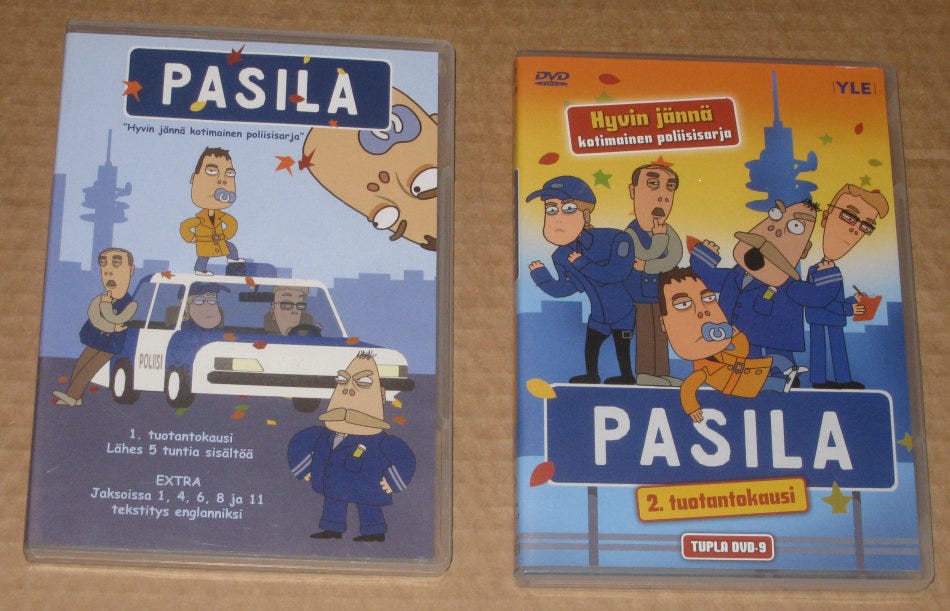 PASILA
"Hyvin jännä kotimainen poliisisarja"
POLIISI
1. tuotantokausi
Lähes 5 tuntia sisältöä
EXTRA
Jaksoissa 1, 4, 6, 8 ja 11
tekstitys englanniksi
DVD
VIDEO
YLE
Hyvin jännä
kotimainen poliisisarja
PASILA
2. tuotantokausi
TUPLA DVD-9